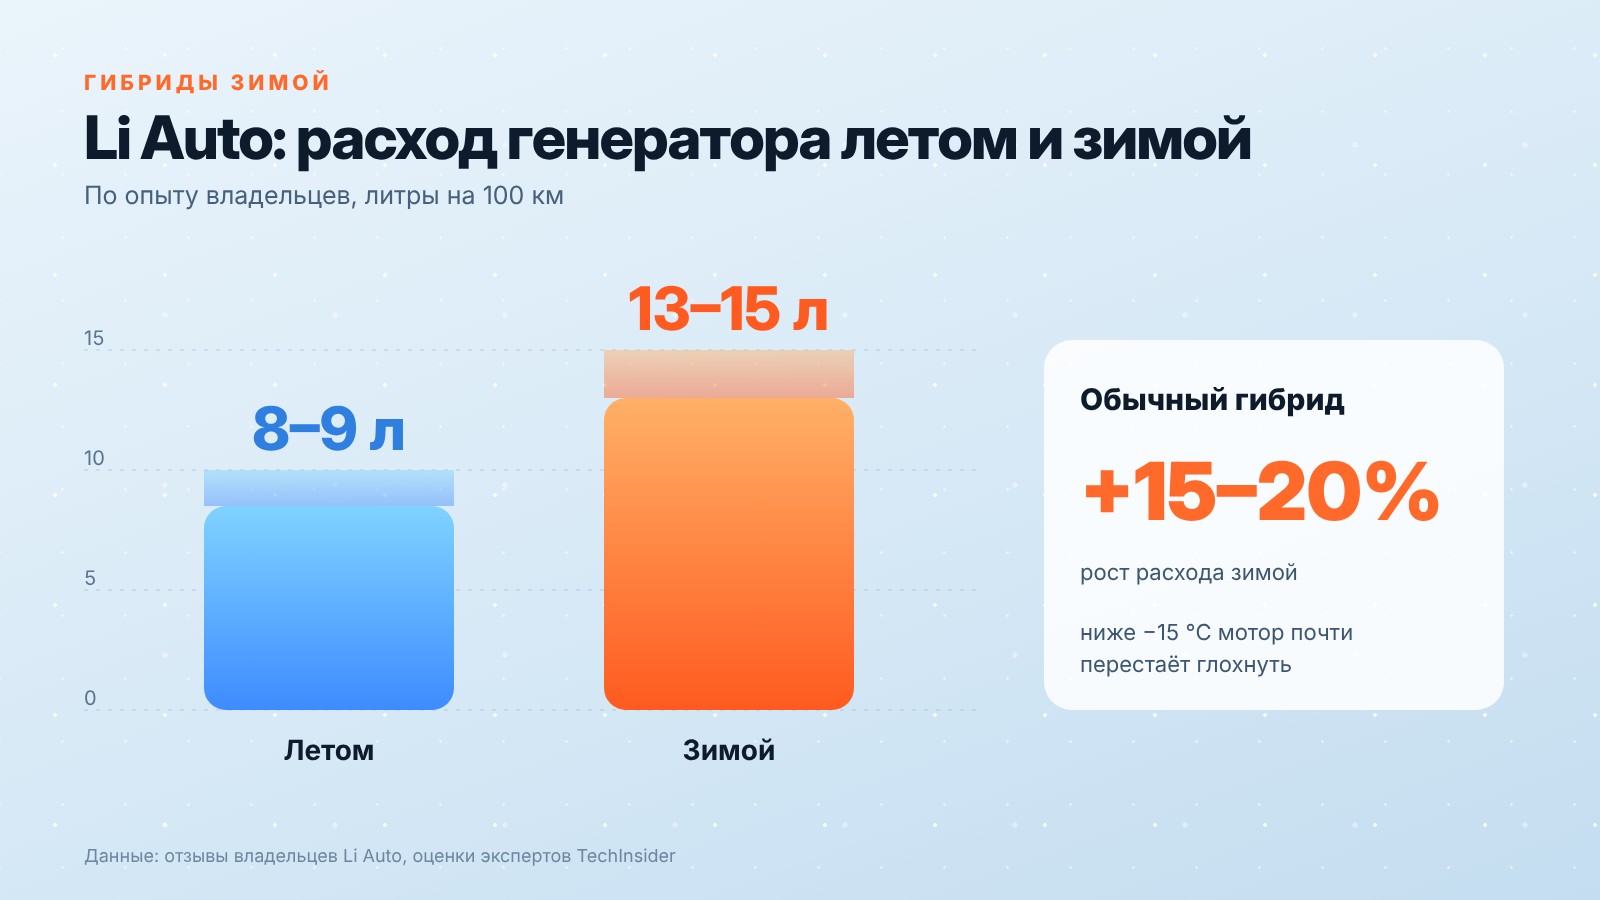 ГИБРИДЫ ЗИМОЙ
Li Auto: расход генератора летом и зимой
По опыту владельцев, литры на 100 км
15
10
5
0
8–9 л
13–15 л
Летом
Зимой
Обычный гибрид
+15–20%
рост расхода зимой
ниже −15 °C мотор почти
перестаёт глохнуть
Данные: отзывы владельцев Li Auto, оценки экспертов TechInsider